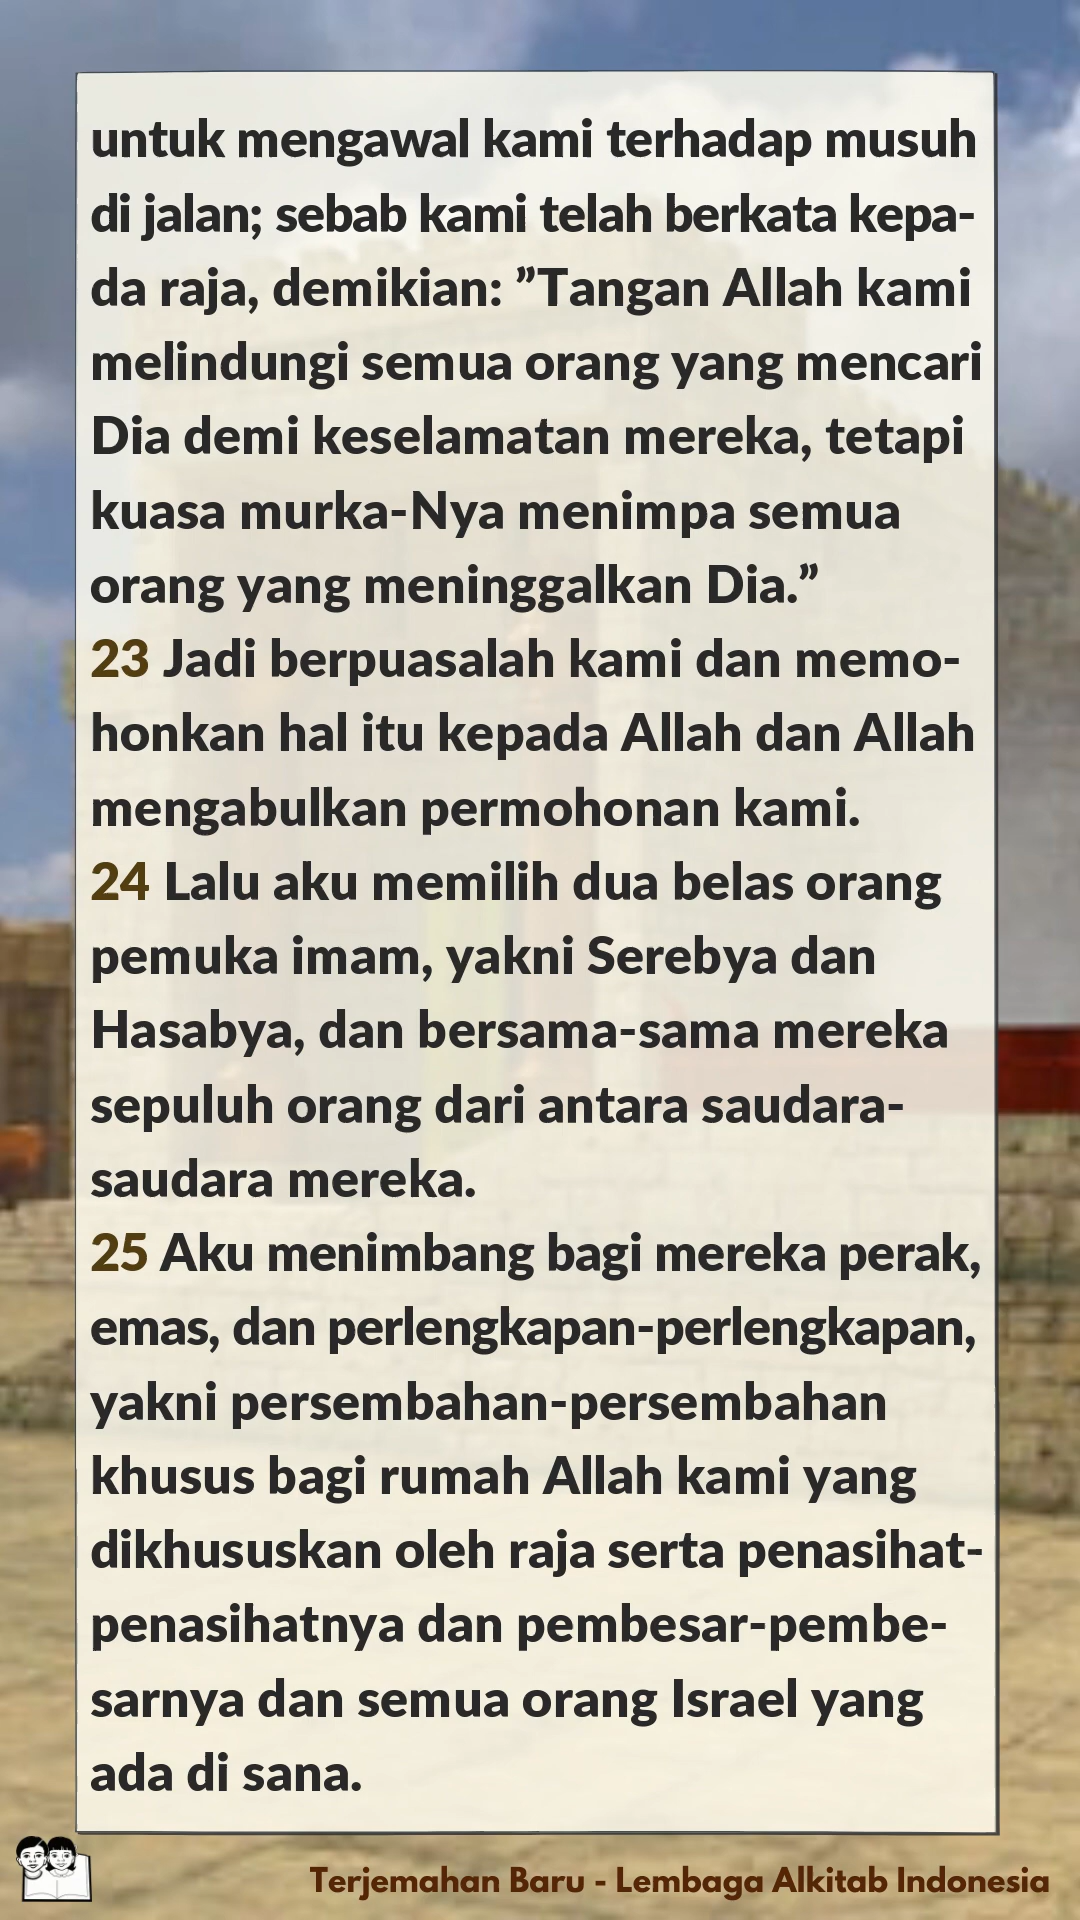 untuk mengawal kami terhadap musuh
di jalan; sebab kami telah berkata kepa-
da raja, demikian: ”Tangan Allah kami
melindungi semua orang yang mencari
Dia demi keselamatan mereka, tetapi
kuasa murka-Nya menimpa semua
orang yang meninggalkan Dia.”
23 Jadi berpuasalah kami dan memo-
honkan hal itu kepada Allah dan Allah
mengabulkan permohonan kami.
24 Lalu aku memilih dua belas orang
pemuka imam, yakni Serebya dan
Hasabya, dan bersama-sama mereka
sepuluh orang dari antara saudara-
saudara mereka.
25 Aku menimbang bagi mereka perak,
emas, dan perlengkapan-perlengkapan,
yakni persembahan-persembahan
khusus bagi rumah Allah kami yang
dikhususkan oleh raja serta penasihat-
penasihatnya dan pembesar-pembe-
sarnya dan semua orang Israel yang
ada di sana.
Terjemahan Baru - Lembaga Alkitab Indonesia